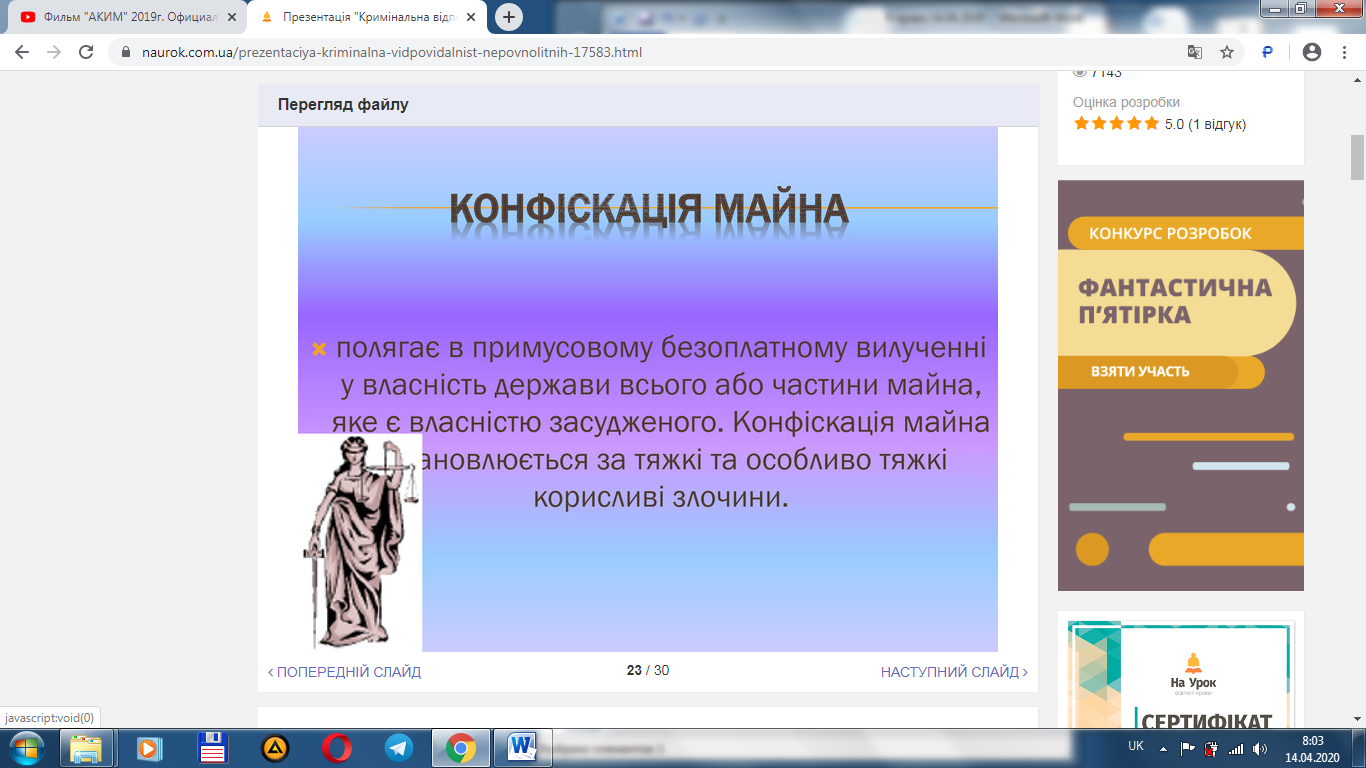 Фильм "АКИМ" 2019г. Официал
Презентація "Кримінальна відпо
naurok.com.ua/prezentaciya-kriminalna-vidpovidalnist-nepovnolitnih-17583.html
Перегляд файлу
КОНФІСКАЦІЯ МАЙНА
полягає в примусовому безоплатному вилученні
у власність держави всього або частини майна,
яке є власністю засудженого. Конфіскація майна
ановлюється за тяжкі та особливо тяжкі
корисливі злочини.
‹ ПОПЕРЕДНІЙ СЛАЙД
23 / 30
НАСТУПНИЙ СЛАЙД ›
7143
Оцінка розробки
5.0 (1 відгук)
КОНКУРС РОЗРОБОК
ФАНТАСТИЧНА
П'ЯТІРКА
ВЗЯТИ УЧАСТЬ
На Урок
СЕРТИФІКАТ
javascript:void(0)
UK
8:03
14.04.2020